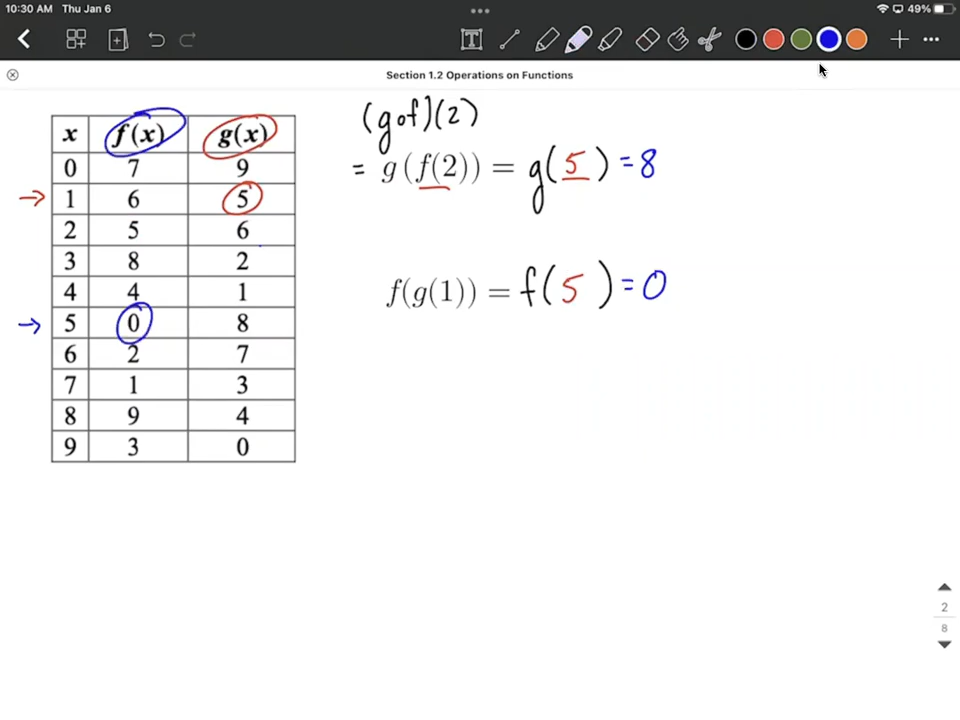 10:30 AM Thu Jan 6
49%
Section 1.2 Operations on Functions
x f(x) g(x)
0 7 9
→ 1 6 5
2 5 6
3 8 2
4 4 1
→ 5 0 8
6 2 7
7 1 3
8 9 4
9 3 0
(g∘f)(2)
= g(f(2)) = g(5) = 8
f(g(1)) = f(5) = 0
2
8